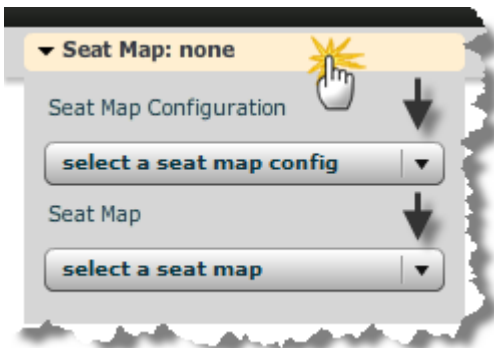 Seat Map: none
Seat Map Configuration
select a seat map config
Seat Map
select a seat map